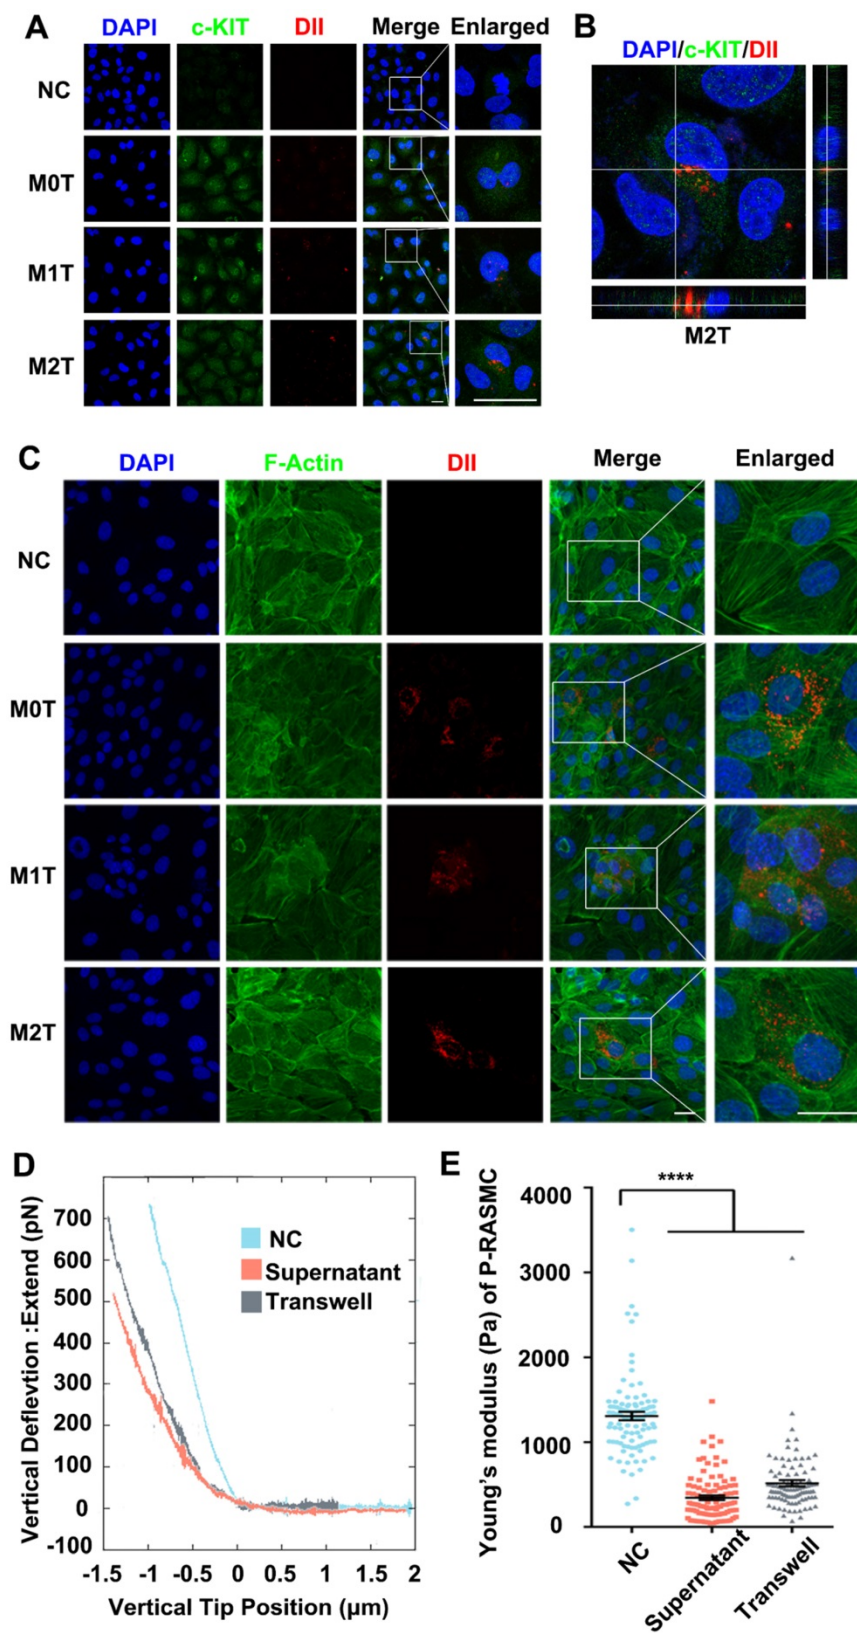 A
DAPI c-KIT DII Merge Enlarged
NC
M0T
M1T
M2T
B
DAPI/c-KIT/DII
M2T
C
DAPI F-Actin DII Merge Enlarged
NC
M0T
M1T
M2T
D
Vertical Deflevtion :Extend (pN)
700
600
500
400
300
200
100
0
-100
NC
Supernatant
Transwell
-1.5 -1 -0.5 0 0.5 1 1.5 2
Vertical Tip Position (µm)
E
Young's modulus (Pa) of P-RASMC
****
4000
3000
2000
1000
0
NC
Supernatant
Transwell